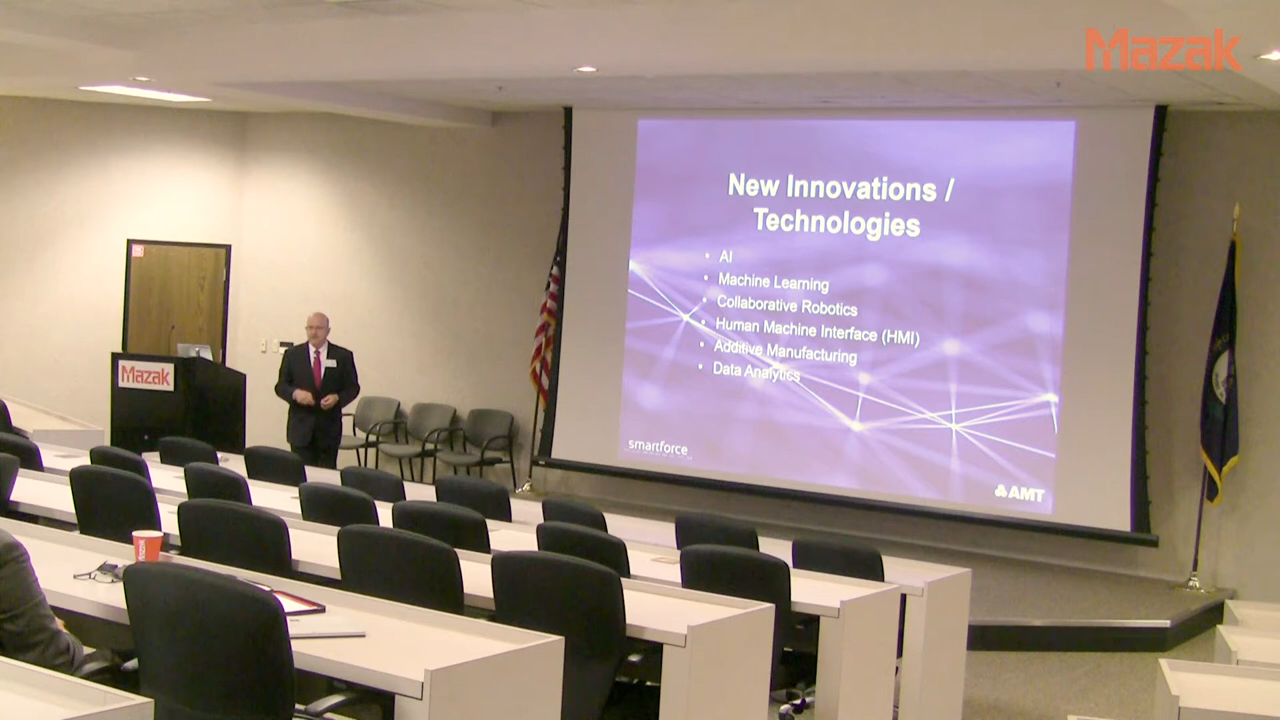 Mazak
New Innovations /
Technologies
• AI
• Machine Learning
• Collaborative Robotics
• Human Machine Interface (HMI)
• Additive Manufacturing
• Data Analytics
smartforce
AMT
Mazak